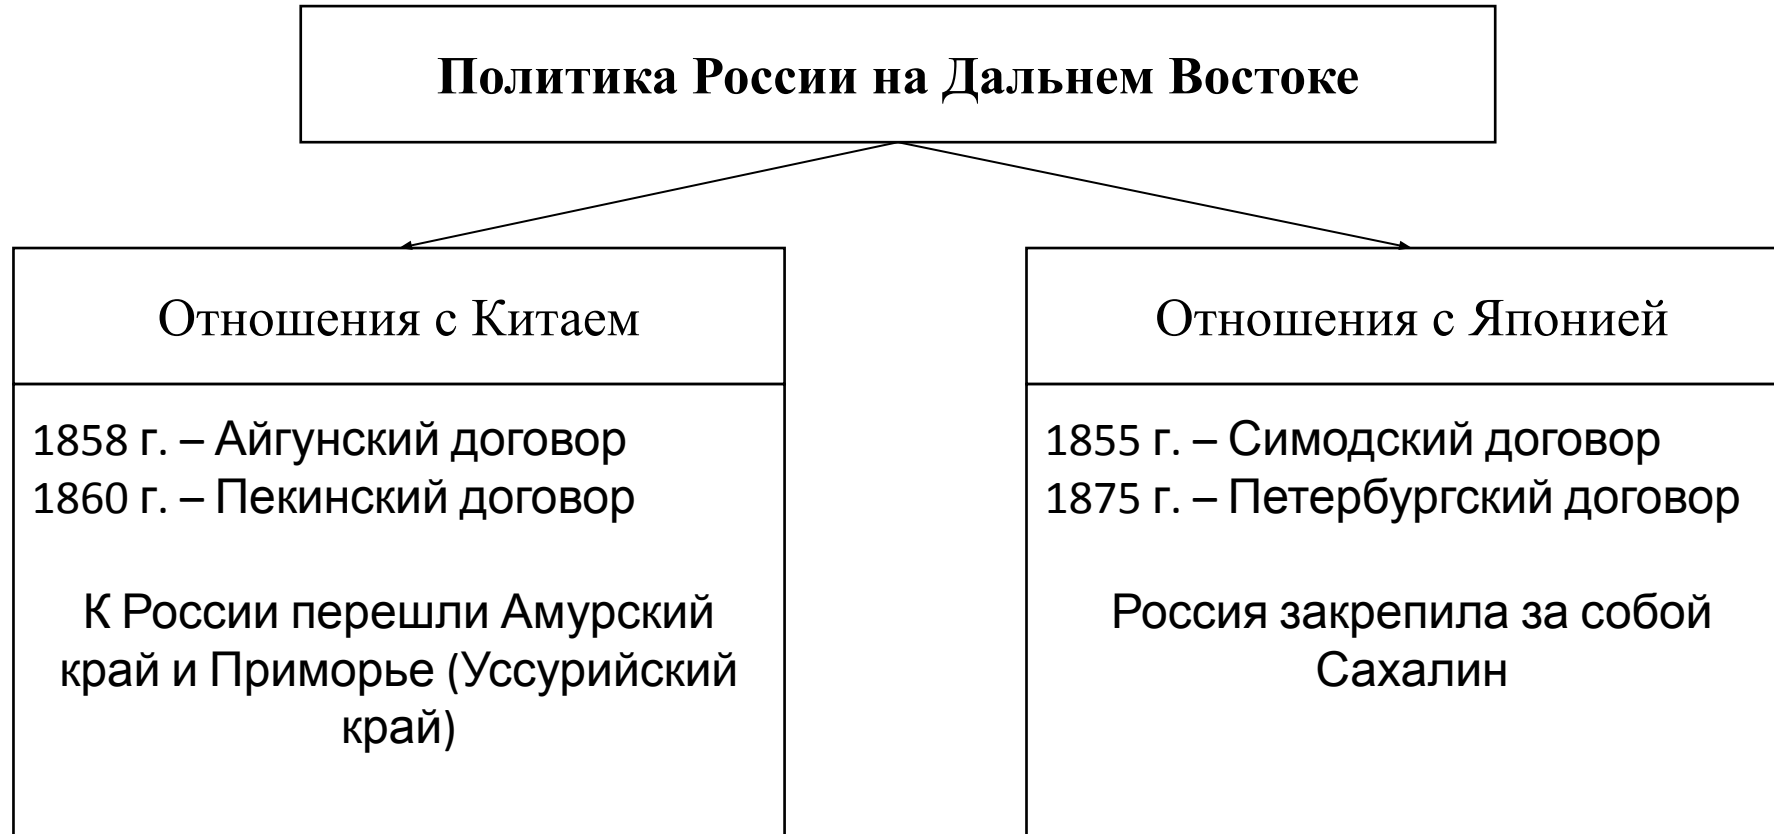 Политика России на Дальнем Востоке
Отношения с Китаем
1858 г. – Айгунский договор
1860 г. – Пекинский договор
К России перешли Амурский
край и Приморье (Уссурийский
край)
Отношения с Японией
1855 г. – Симодский договор
1875 г. – Петербургский договор
Россия закрепила за собой
Сахалин